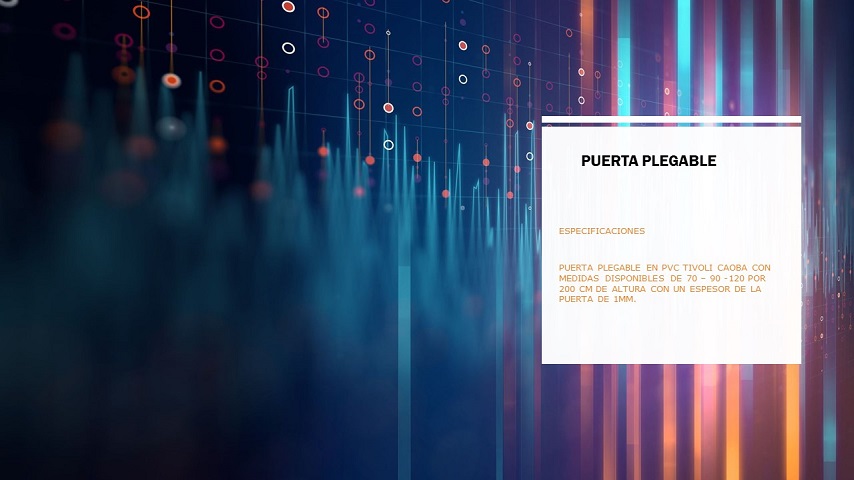 PUERTA PLEGABLE
ESPECIFICACIONES
PUERTA PLEGABLE EN PVC TIVOLI CAOBA CON
MEDIDAS DISPONIBLES DE 70 – 90 -120 POR
200 CM DE ALTURA CON UN ESPESOR DE LA
PUERTA DE 1MM.